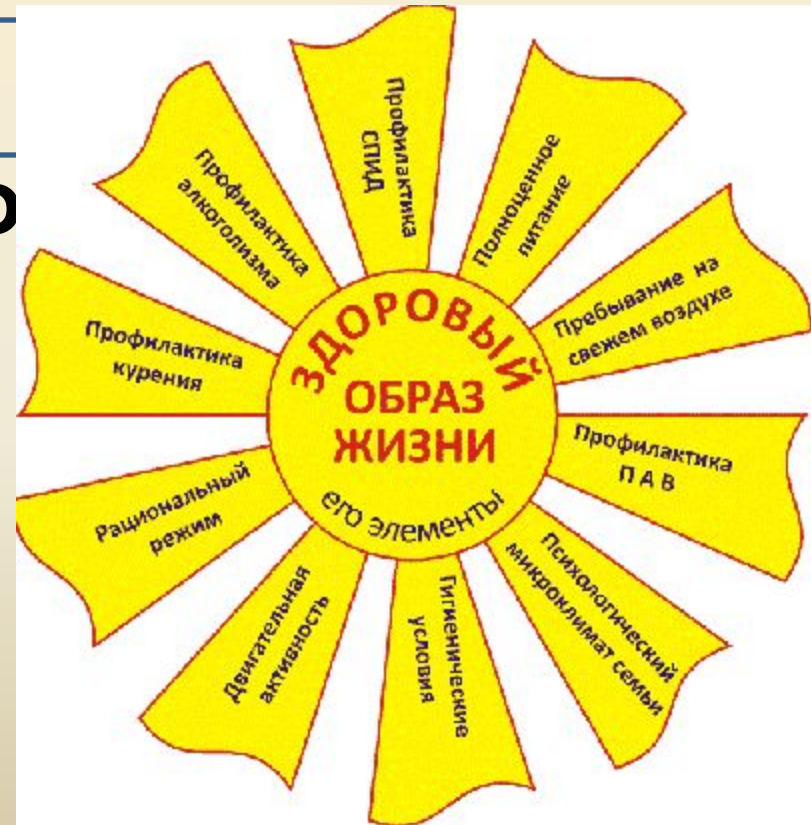 ЗДОРОВЫЙ
ОБРАЗ
ЖИЗНИ
его элементы
Профилактика
СПИД
Полноценное
питание
Пребывание на
свежем воздухе
Профилактика
П А В
Психологический
микроклимат семьи
Гигиенические
условия
Двигательная
активность
Рациональный
режим
Профилактика
курения
Профилактика
алкоголизма